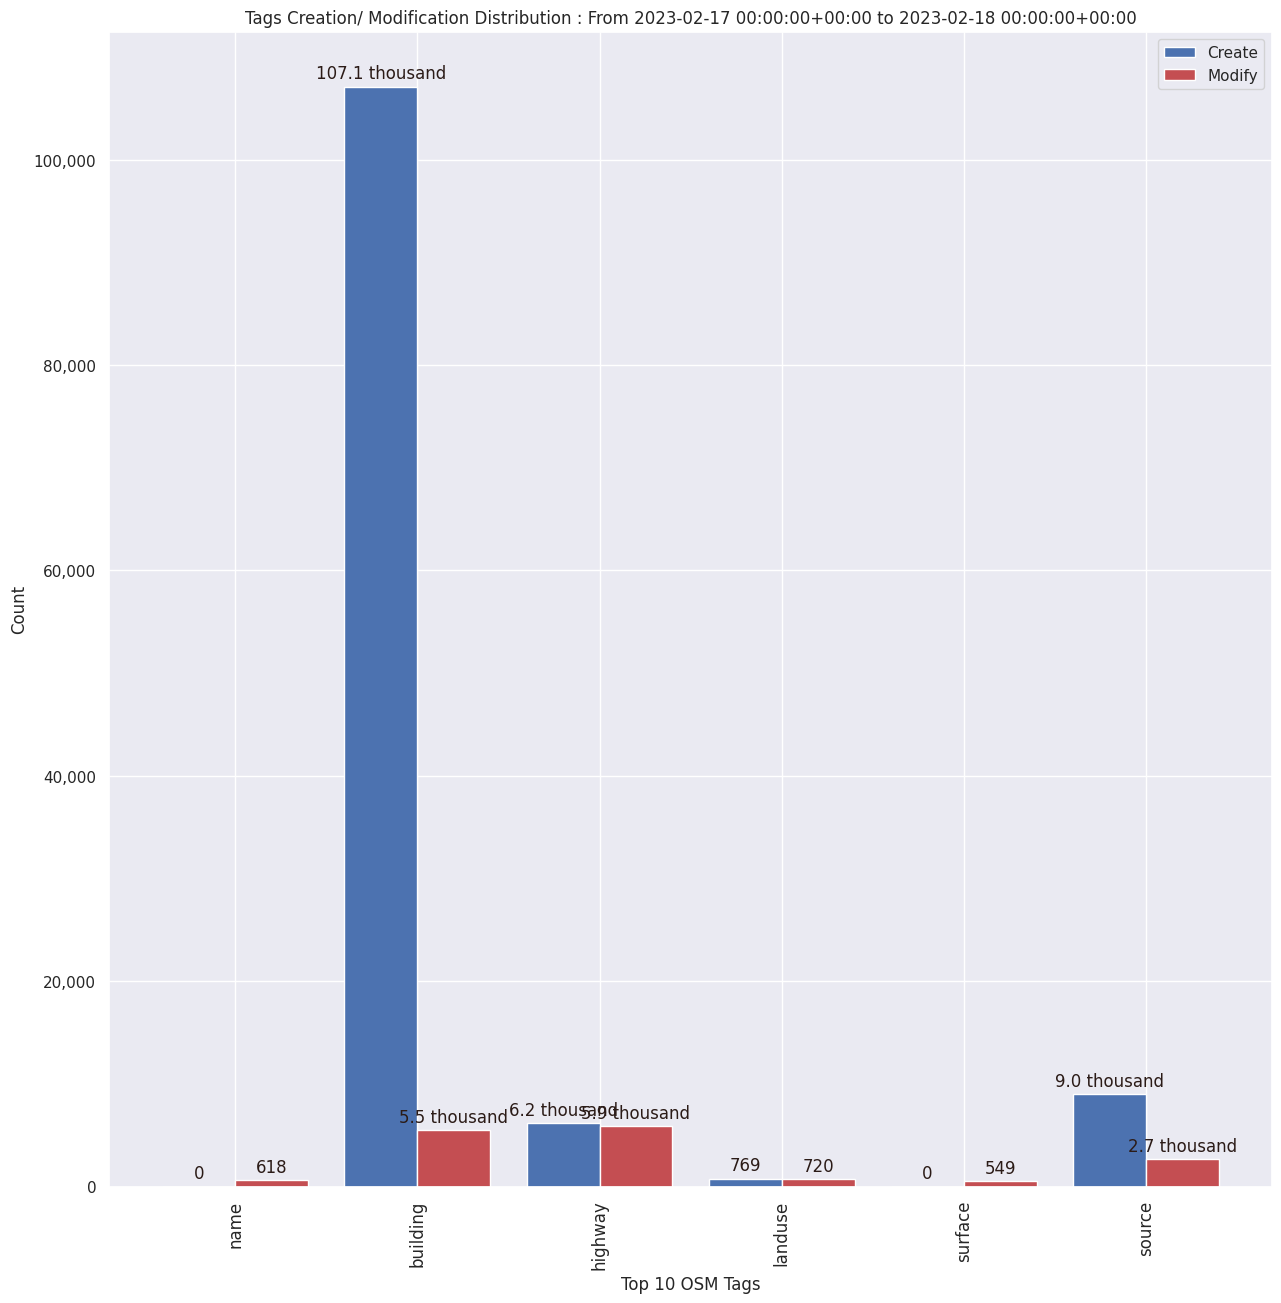 Tags Creation/ Modification Distribution : From 2023-02-17 00:00:00+00:00 to 2023-02-18 00:00:00+00:00
Create
Modify
107.1 thousand
100,000
80,000
60,000
40,000
20,000
0
Count
0
618
5.5 thousand
6.2 thousand
5.9 thousand
769
720
0
549
9.0 thousand
2.7 thousand
name
building
highway
landuse
surface
source
Top 10 OSM Tags